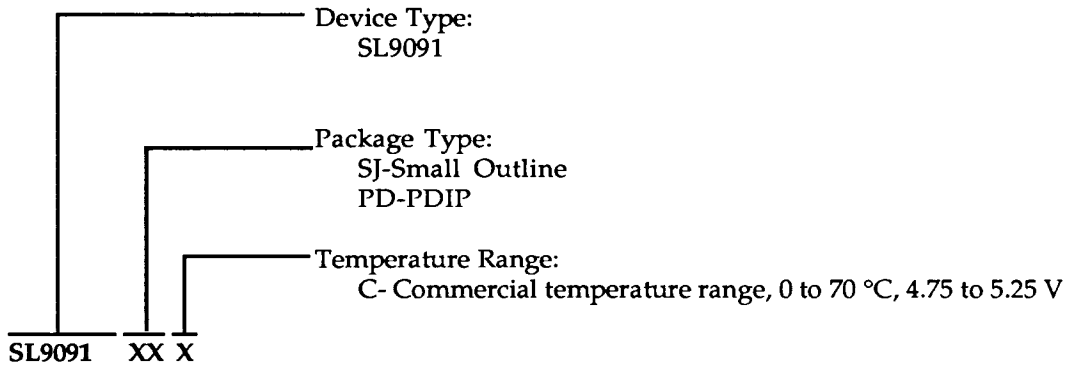 Device Type:
SL9091
Package Type:
SJ-Small Outline
PD-PDIP
Temperature Range:
C- Commercial temperature range, 0 to 70 °C, 4.75 to 5.25 V
SL9091 XX X